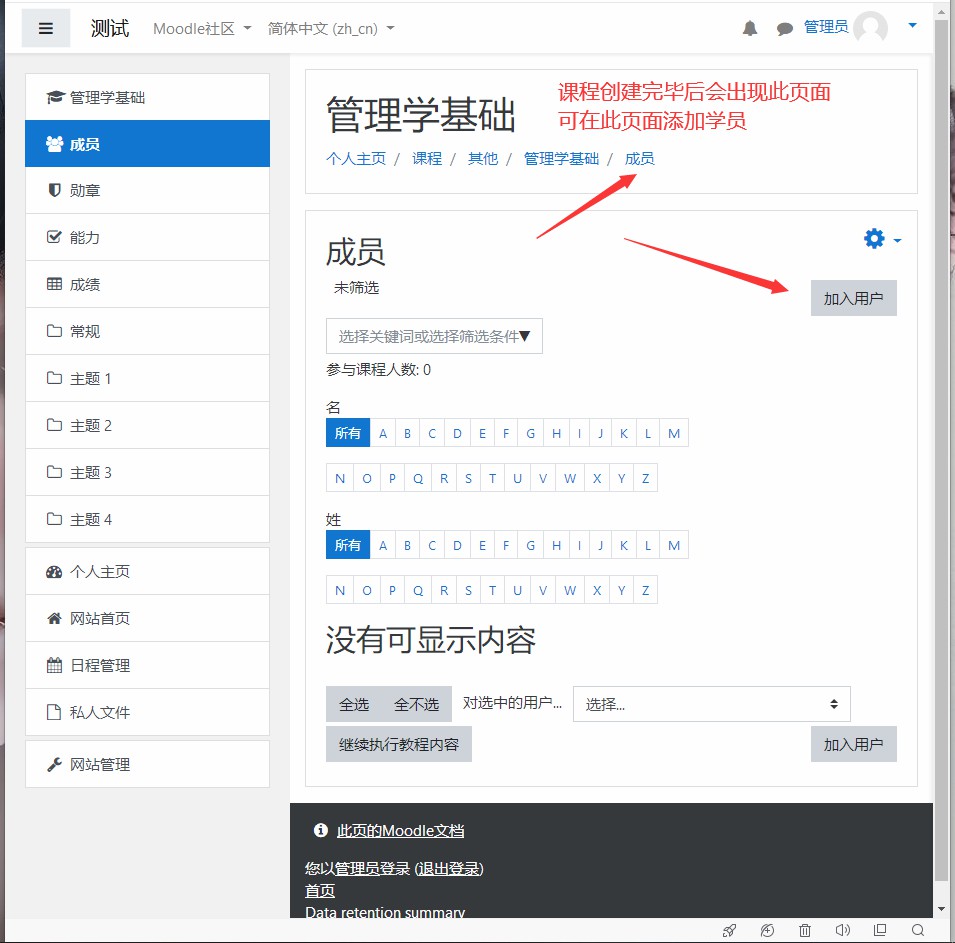 测试 Moodle社区 简体中文 (zh_cn) 管理员
管理学基础
成员
勋章
能力
成绩
常规
主题 1
主题 2
主题 3
主题 4
个人主页
网站首页
日程管理
私人文件
网站管理
管理学基础
课程创建完毕后会出现此页面
可在此页面添加学员
个人主页 / 课程 / 其他 / 管理学基础 / 成员
成员
未筛选
加入用户
选择关键词或选择筛选条件▼
参与课程人数: 0
名
所有 A B C D E F G H I J K L M
N O P Q R S T U V W X Y Z
姓
所有 A B C D E F G H I J K L M
N O P Q R S T U V W X Y Z
没有可显示内容
全选 全不选 对选中的用户... 选择...
继续执行教程内容 加入用户
此页的Moodle文档
您以管理员登录 (退出登录)
首页
Data retention summary